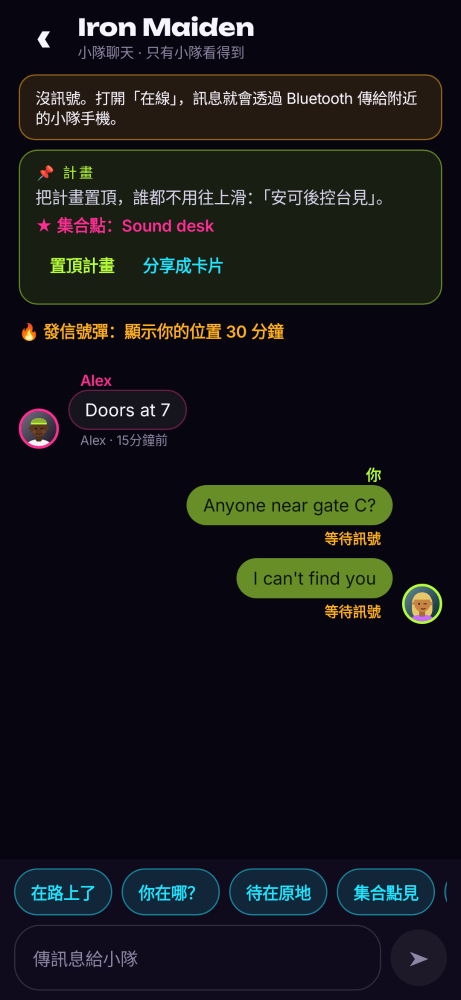 Iron Maiden
小隊聊天 · 只有小隊看得到
沒訊號。打開「在線」，訊息就會透過 Bluetooth 傳給附近
的小隊手機。
📌 計畫
把計畫置頂，誰都不用往上滑：「安可後控台見」。
★ 集合點：Sound desk
置頂計畫 分享成卡片
🔥 發信號彈：顯示你的位置 30 分鐘
Alex
Doors at 7
Alex · 15分鐘前
你
Anyone near gate C?
等待訊號
I can't find you
等待訊號
在路上了 你在哪？ 待在原地 集合點見
傳訊息給小隊